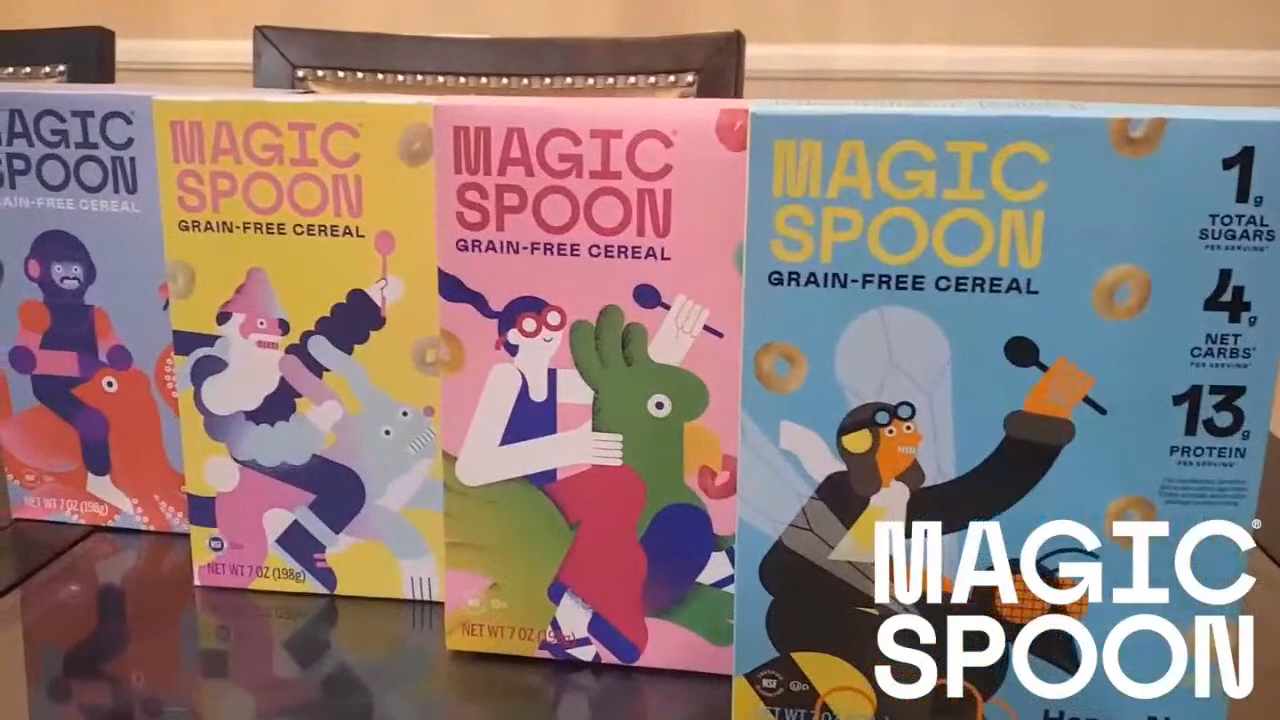 MAGIC
SPOON
GRAIN-FREE CEREAL
NET WT 7 OZ (198g)
MAGIC
SPOON
GRAIN-FREE CEREAL
NSF
NET WT 7 OZ (198g)
MAGIC
SPOON
GRAIN-FREE CEREAL
NET WT 7 OZ
MAGIC
SPOON
GRAIN-FREE CEREAL
1g
TOTAL
SUGARS
PER SERVING*
4g
NET
CARBS*
PER SERVING*
13g
PROTEIN
PER SERVING*
NSF
MAGIC®
SPOON